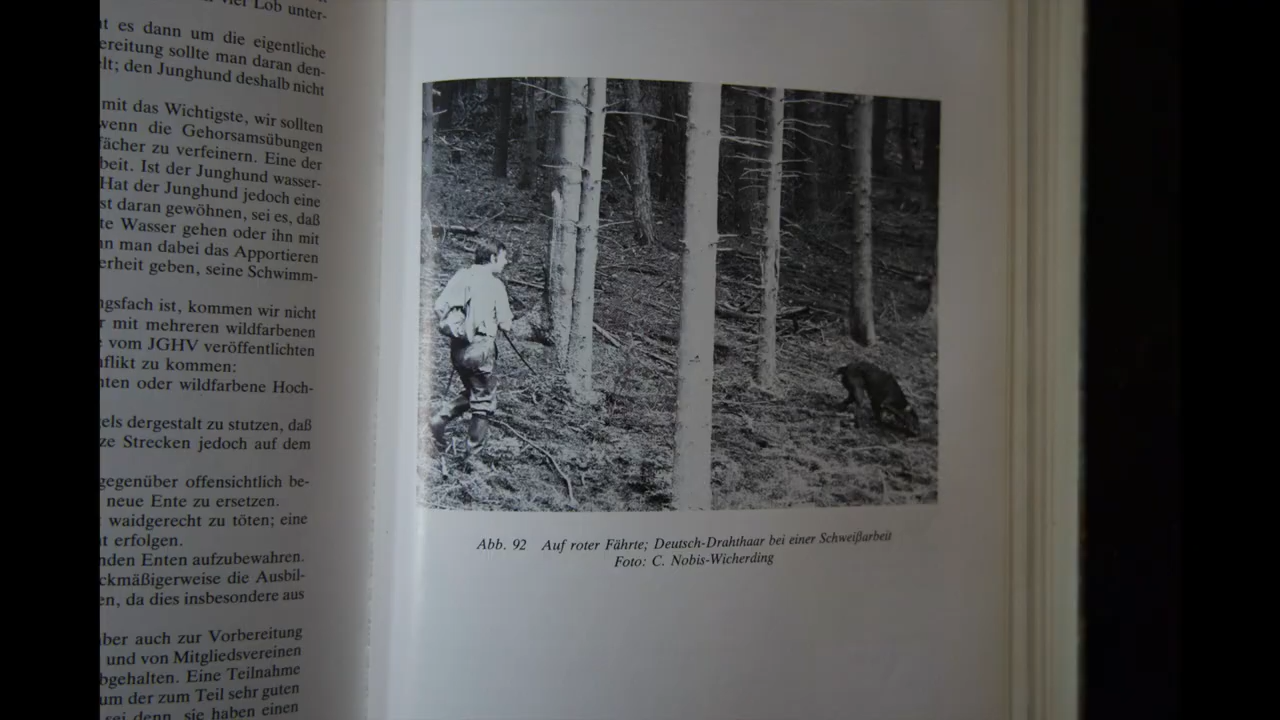 viel Lob unter-
es dann um die eigentliche
ereitung sollte man daran den-
elt; den Junghund deshalb nicht
mit das Wichtigste, wir sollten
wenn die Gehorsamsübungen
fächer zu verfeinern. Eine der
beit. Ist der Junghund wasser-
Hat der Junghund jedoch eine
st daran gewöhnen, sei es, daß
te Wasser gehen oder ihn mit
nn man dabei das Apportieren
erheit geben, seine Schwimm-
ngsfach ist, kommen wir nicht
r mit mehreren wildfarbenen
vom JGHV veröffentlichten
nflikt zu kommen:
nten oder wildfarbene Hoch-
gels dergestalt zu stutzen, daß
ze Strecken jedoch auf dem
gegenüber offensichtlich be-
neue Ente zu ersetzen.
waidgerecht zu töten; eine
t erfolgen.
nden Enten aufzubewahren.
ckmäßigerweise die Ausbil-
en, da dies insbesondere aus
ber auch zur Vorbereitung
und von Mitgliedsvereinen
bgehalten. Eine Teilnahme
um der zum Teil sehr guten
sei denn, sie haben einen
Abb. 92 Auf roter Fährte; Deutsch-Drahthaar bei einer Schweißarbeit
Foto: C. Nobis-Wicherding